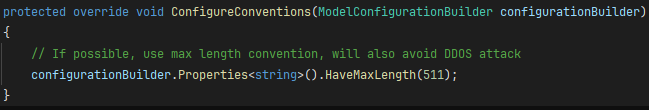 protected override void ConfigureConventions(ModelConfigurationBuilder configurationBuilder)
{
// If possible, use max length convention, will also avoid DDOS attack
configurationBuilder.Properties<string>().HaveMaxLength(511);
}